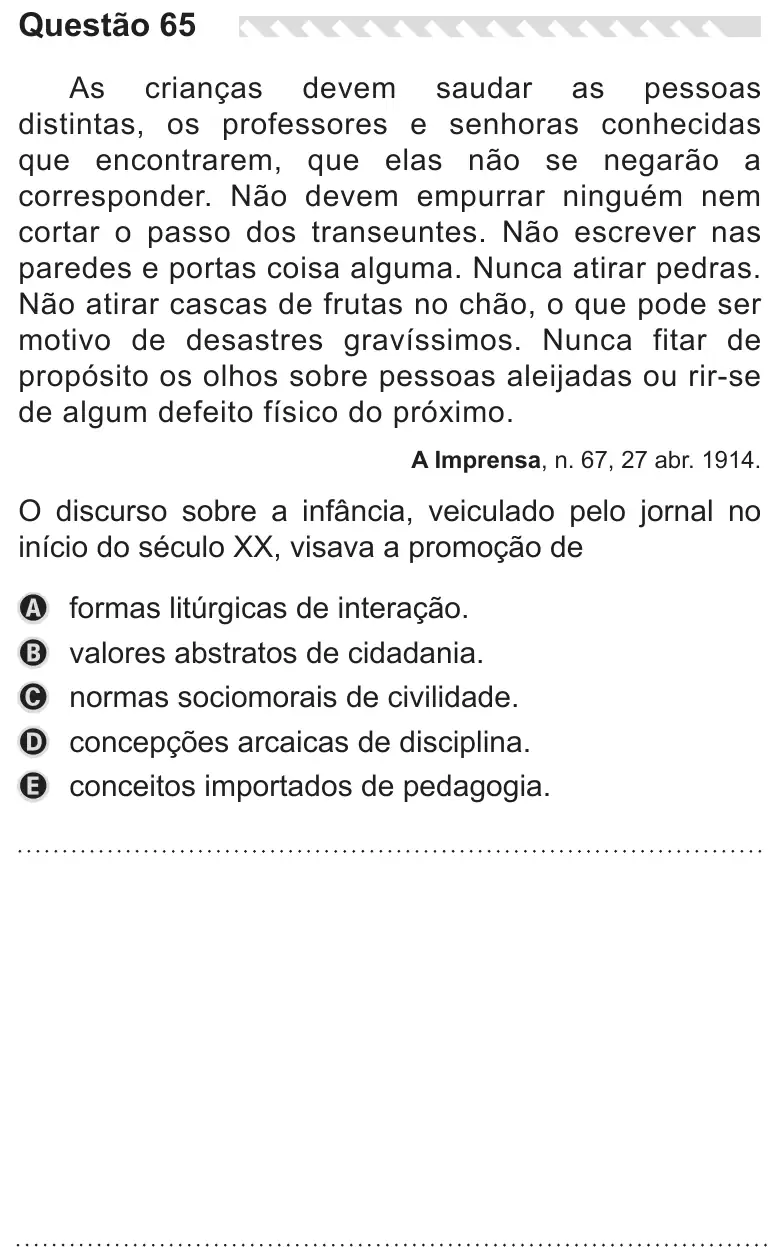 Questão 65
As crianças devem saudar as pessoas
distintas, os professores e senhoras conhecidas
que encontrarem, que elas não se negarão a
corresponder. Não devem empurrar ninguém nem
cortar o passo dos transeuntes. Não escrever nas
paredes e portas coisa alguma. Nunca atirar pedras.
Não atirar cascas de frutas no chão, o que pode ser
motivo de desastres gravíssimos. Nunca fitar de
propósito os olhos sobre pessoas aleijadas ou rir-se
de algum defeito físico do próximo.
A Imprensa, n. 67, 27 abr. 1914.
O discurso sobre a infância, veiculado pelo jornal no
início do século XX, visava a promoção de
A formas litúrgicas de interação.
B valores abstratos de cidadania.
C normas sociomorais de civilidade.
D concepções arcaicas de disciplina.
E conceitos importados de pedagogia.